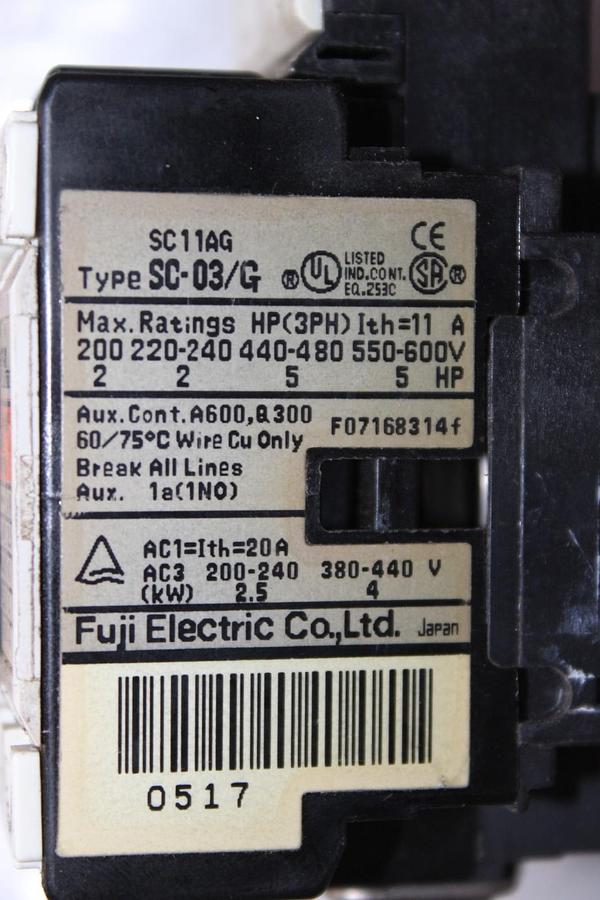 SC11AG
CE
Type SC-03/G ® UL LISTED
IND.CONT.
EQ.253C
SA ®
Max.Ratings HP(3PH) Ith=11 A
200 220-240 440-480 550-600V
2 2 5 5 HP
Aux.Cont.A600,Q300
F07168314f
60/75°C Wire Cu Only
Break All Lines
Aux. 1a(1NO)
AC1=Ith=20A
AC3 200-240 380-440 V
(kW) 2.5 4
Fuji Electric Co.,Ltd. Japan
0517